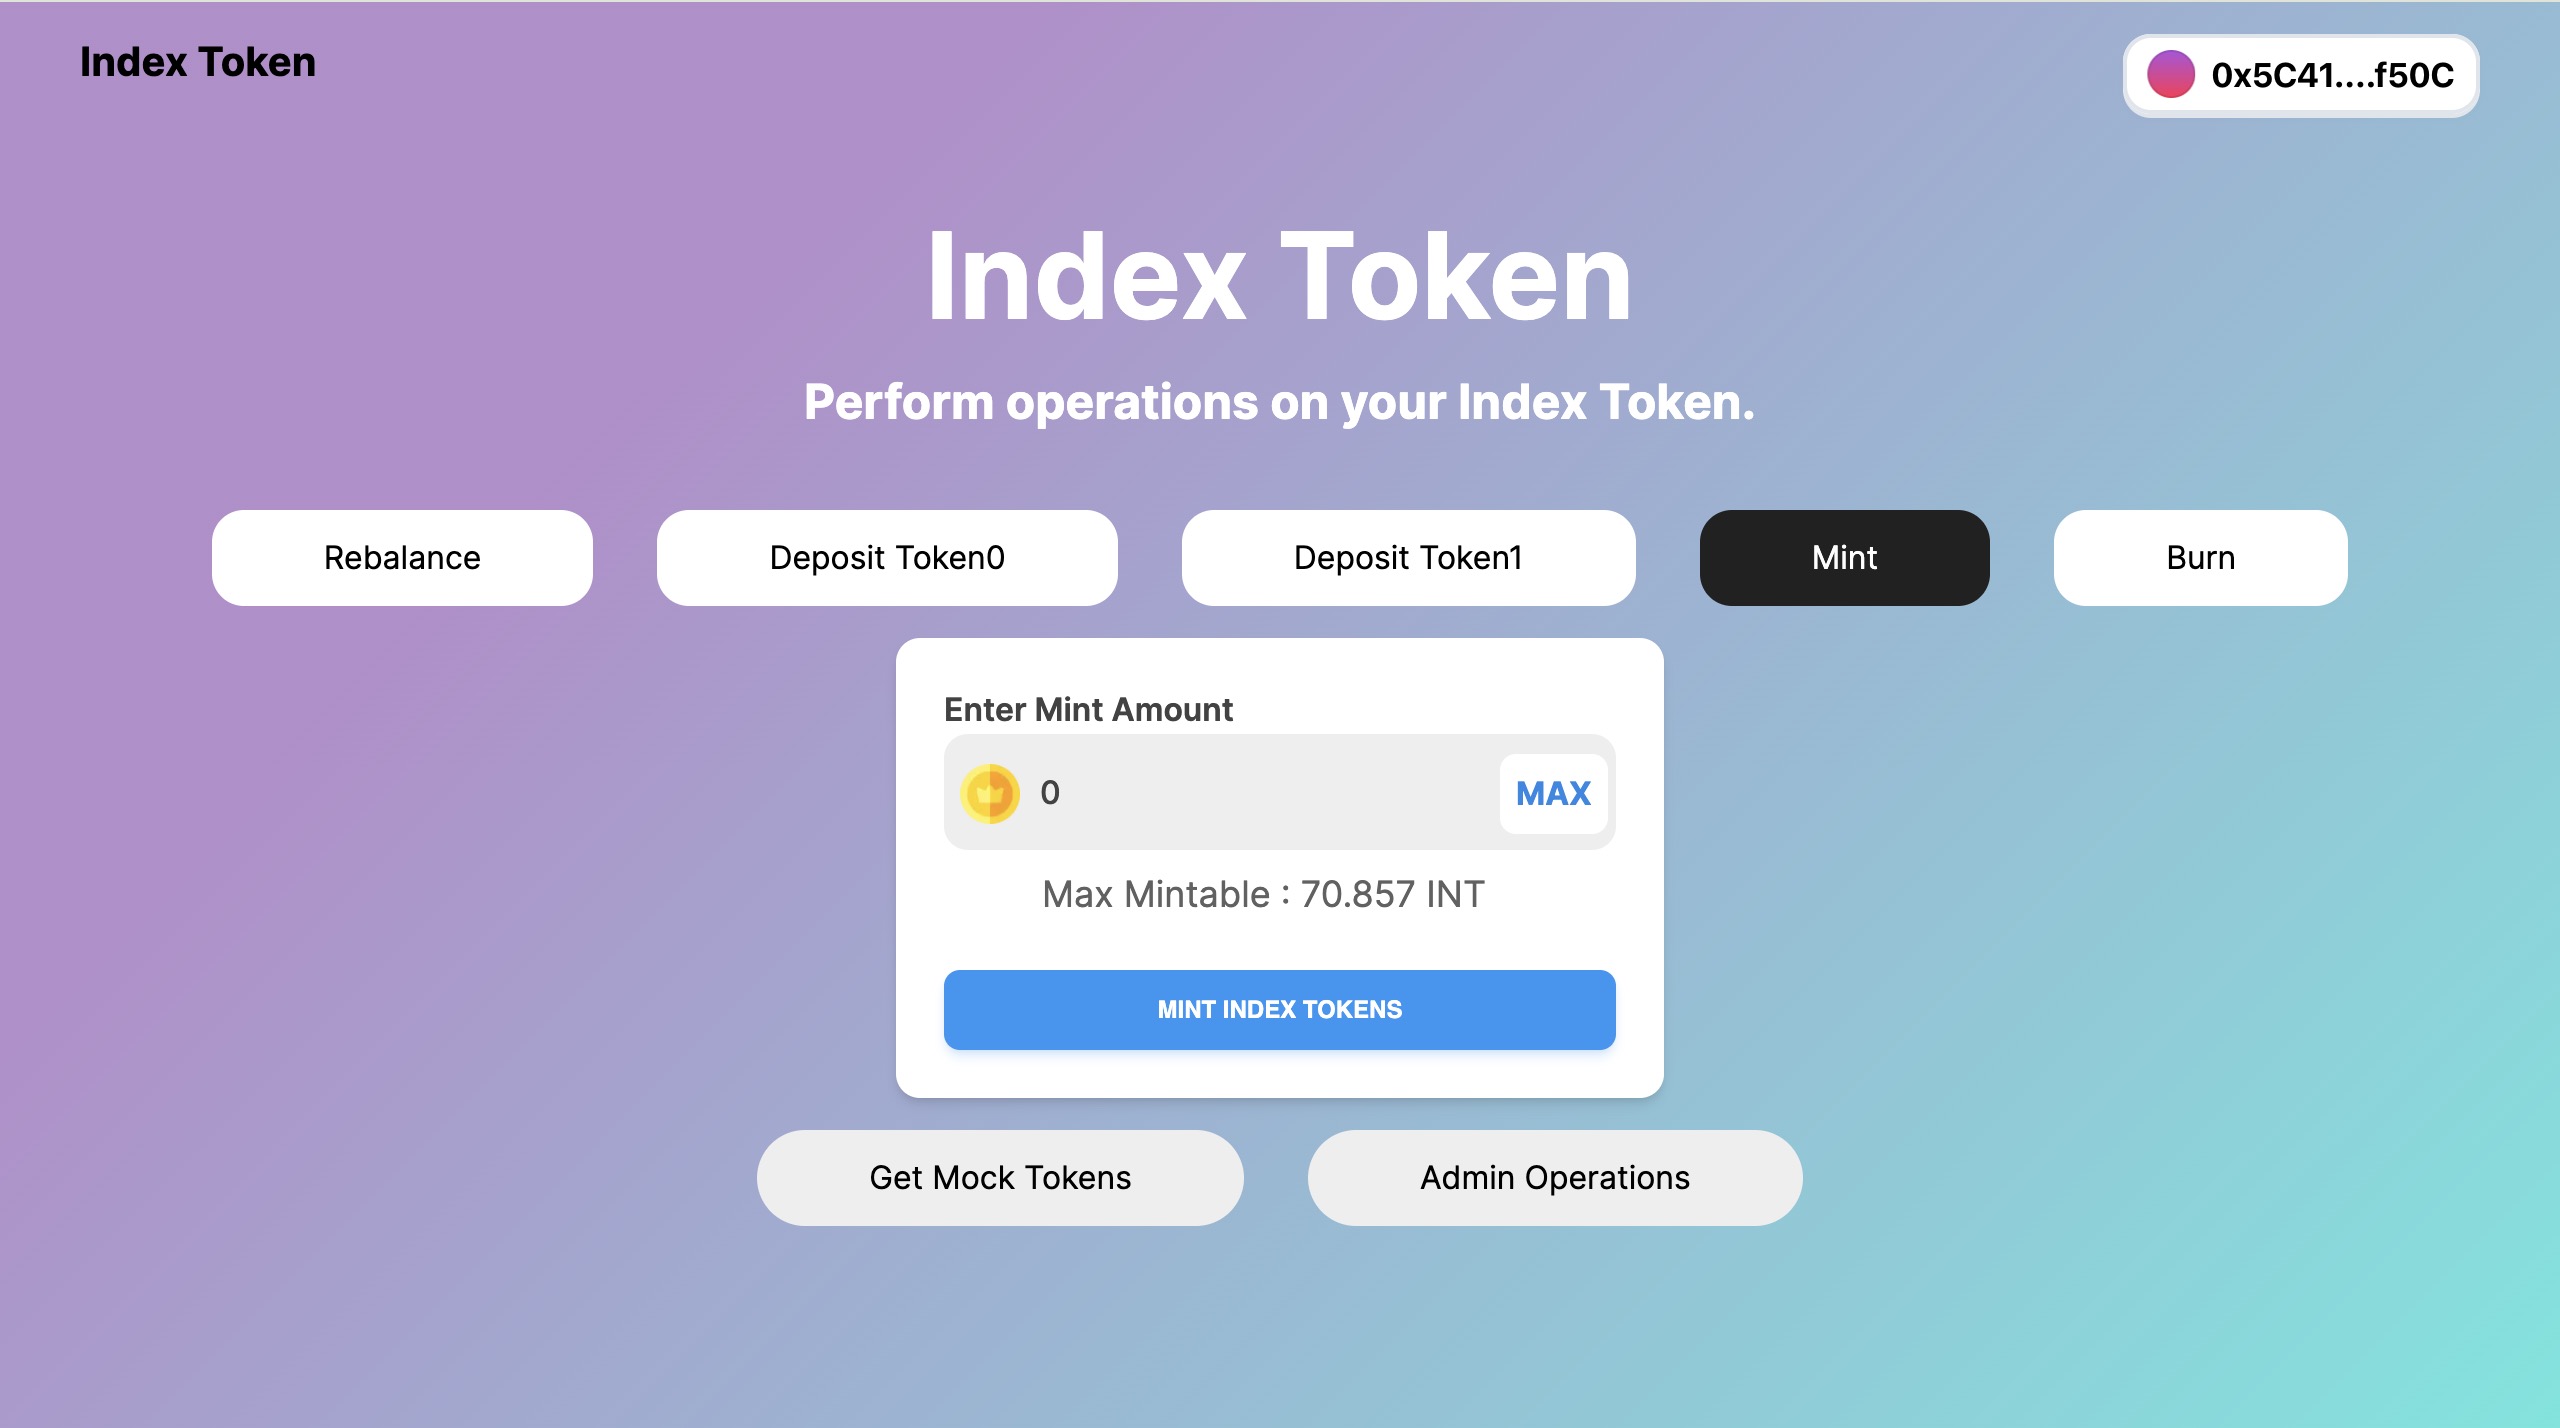 Index Token
0x5C41....f50C
Index Token
Perform operations on your Index Token.
Rebalance
Deposit Token0
Deposit Token1
Mint
Burn
Enter Mint Amount
0
MAX
Max Mintable : 70.857 INT
MINT INDEX TOKENS
Get Mock Tokens
Admin Operations